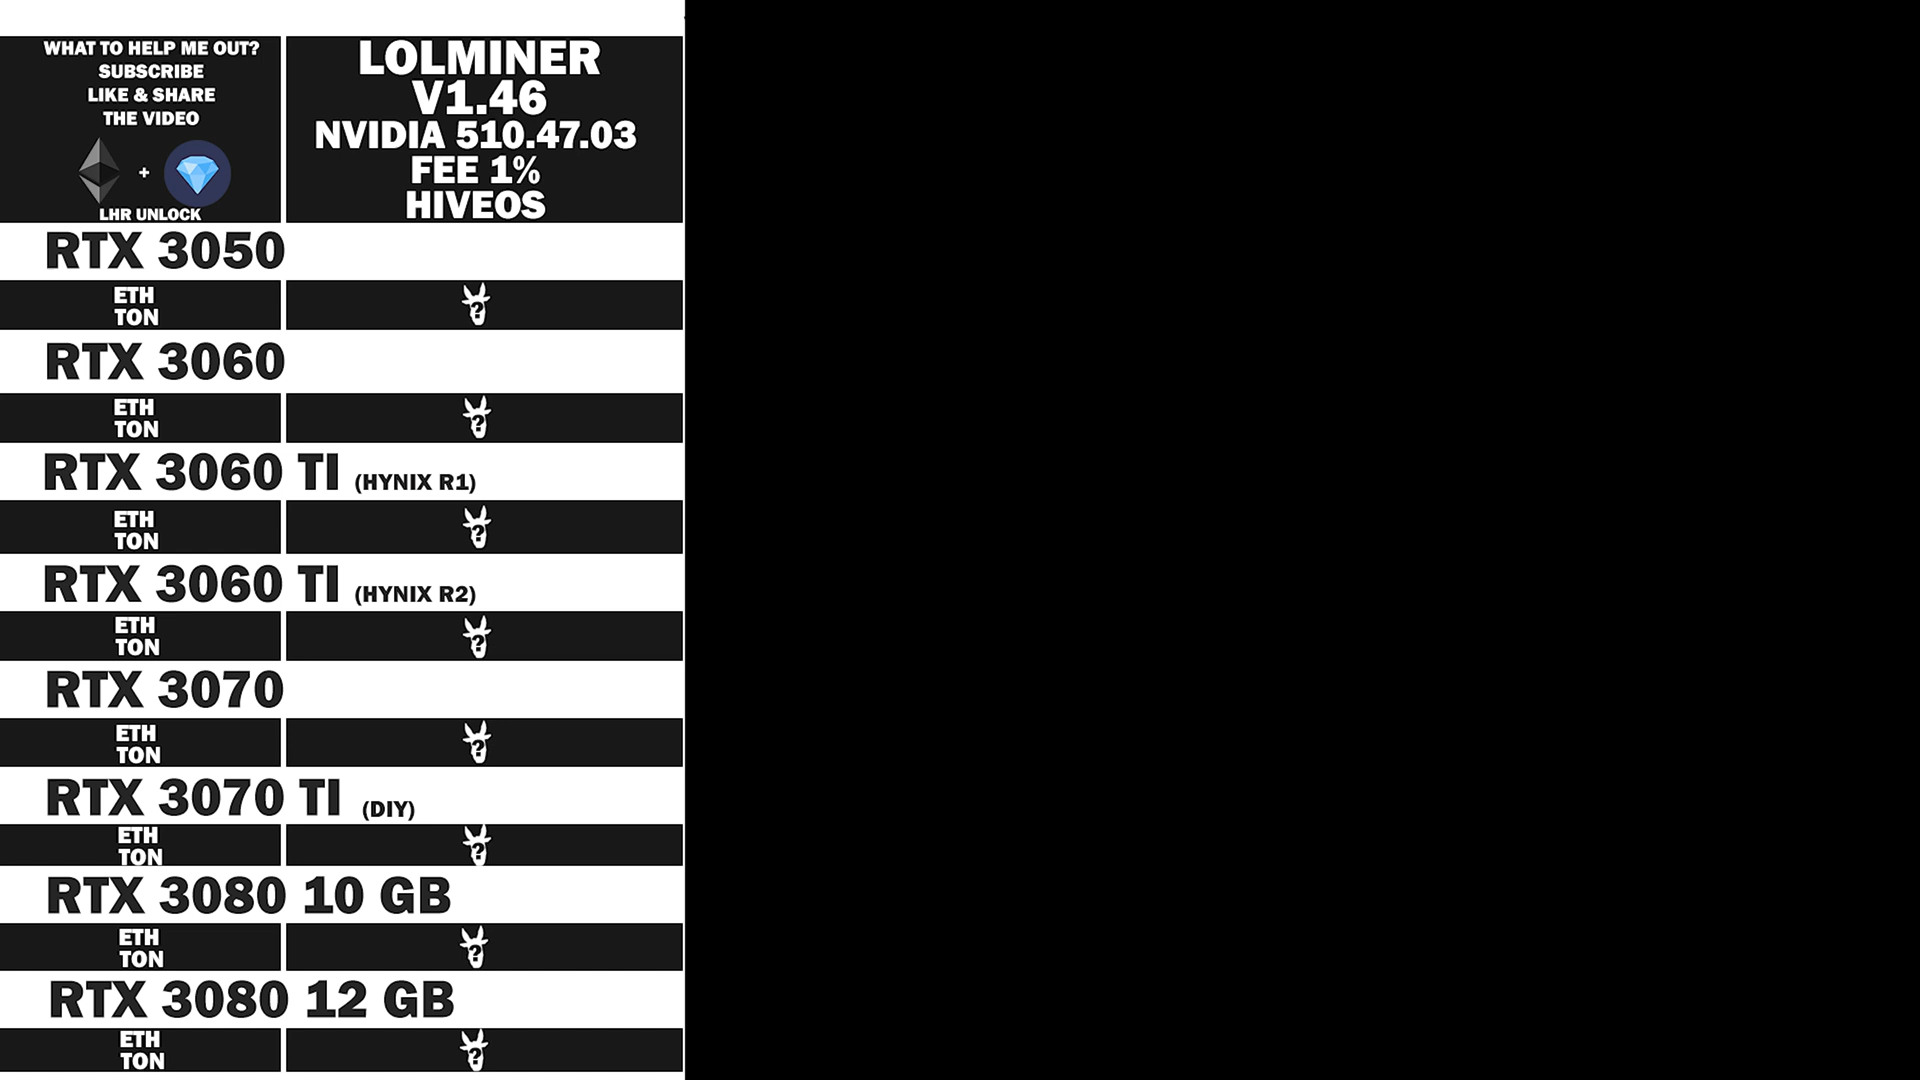 WHAT TO HELP ME OUT?
SUBSCRIBE
LIKE & SHARE
THE VIDEO
+
LHR UNLOCK
LOLMINER
V1.46
NVIDIA 510.47.03
FEE 1%
HIVEOS
RTX 3050
ETH
TON
?
RTX 3060
ETH
TON
?
RTX 3060 TI (HYNIX R1)
ETH
TON
?
RTX 3060 TI (HYNIX R2)
ETH
TON
?
RTX 3070
ETH
TON
?
RTX 3070 TI (DIY)
ETH
TON
?
RTX 3080 10 GB
ETH
TON
?
RTX 3080 12 GB
ETH
TON
?